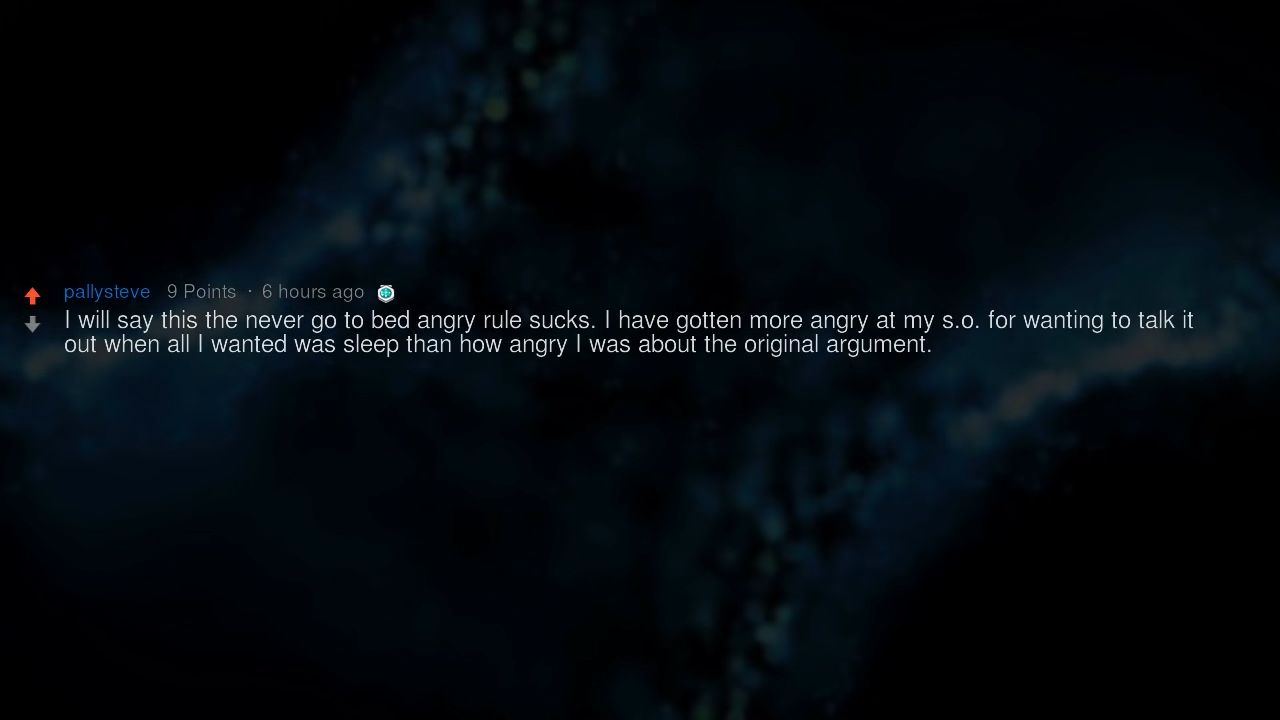 pallysteve 9 Points · 6 hours ago
I will say this the never go to bed angry rule sucks. I have gotten more angry at my s.o. for wanting to talk it
out when all I wanted was sleep than how angry I was about the original argument.